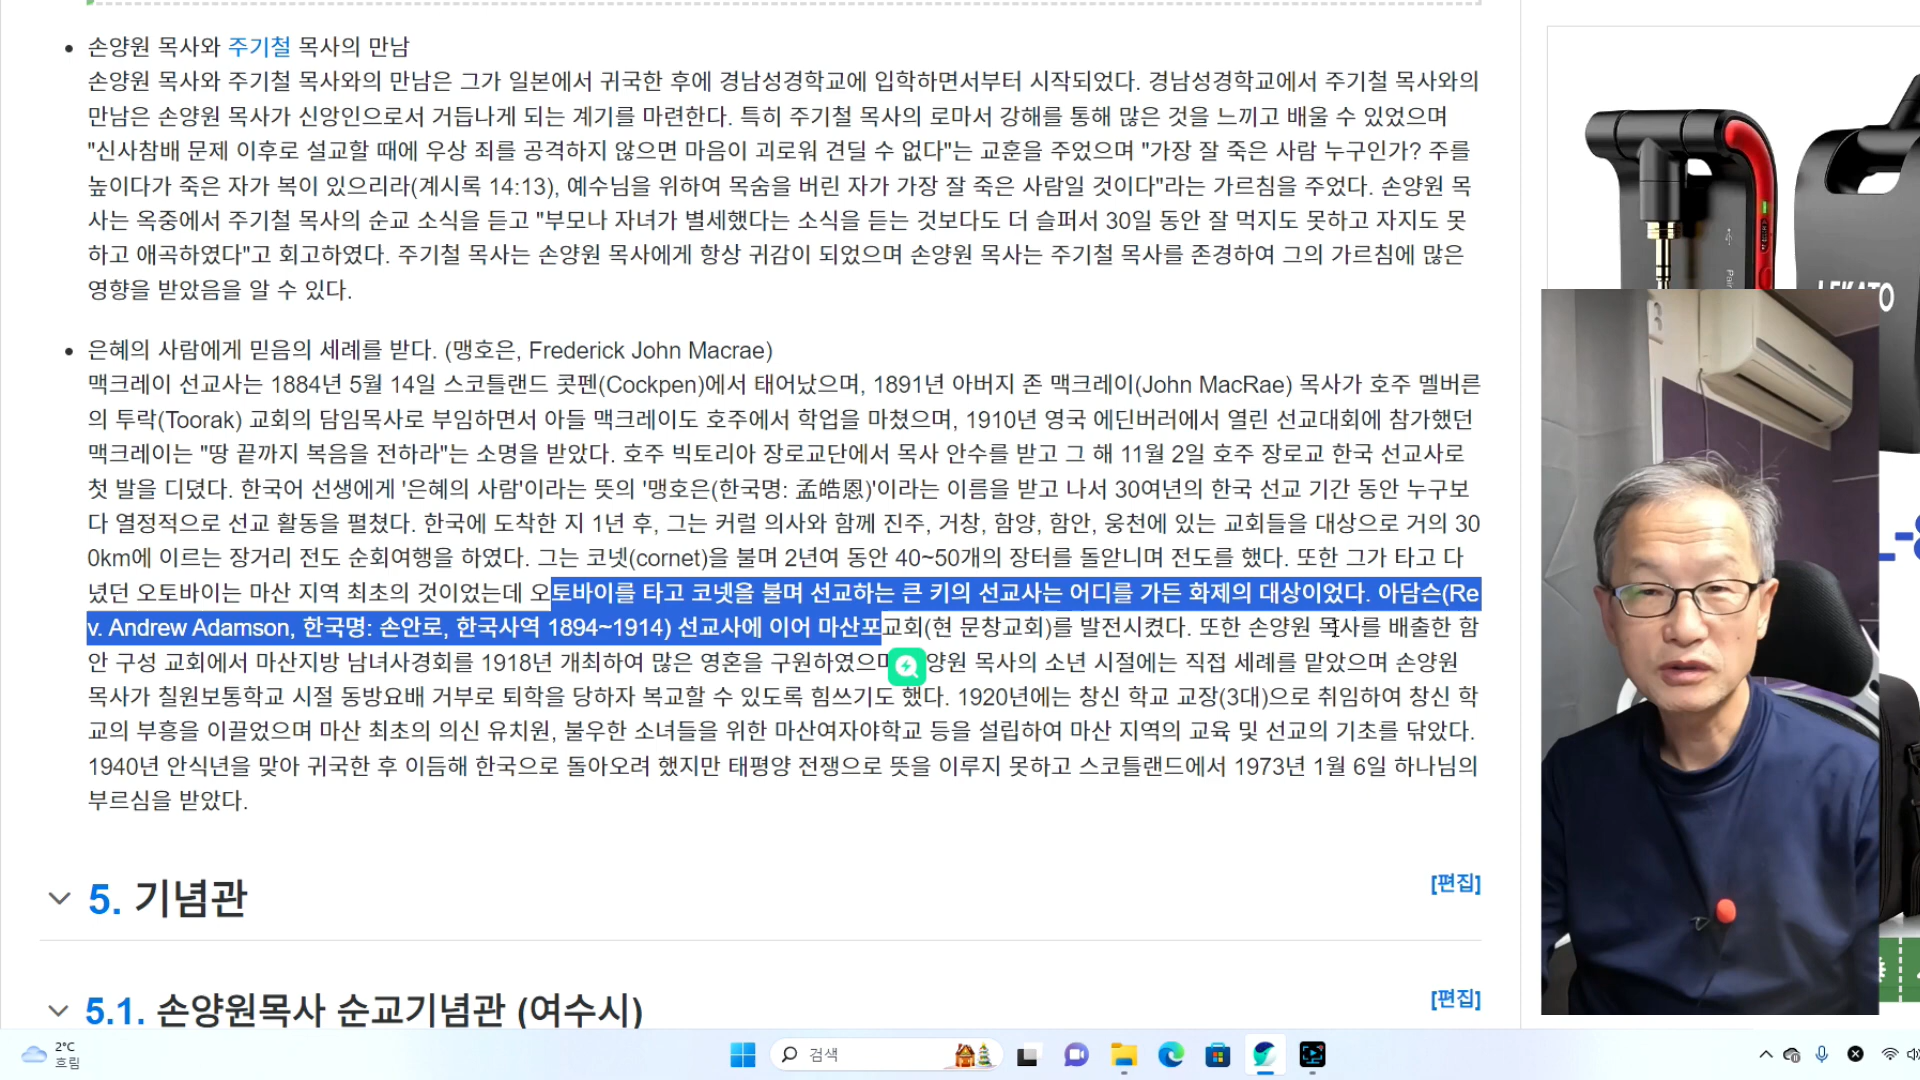 손양원 목사와 주기철 목사의 만남
손양원 목사와 주기철 목사와의 만남은 그가 일본에서 귀국한 후에 경남성경학교에 입학하면서부터 시작되었다. 경남성경학교에서 주기철 목사와의
만남은 손양원 목사가 신앙인으로서 거듭나게 되는 계기를 마련한다. 특히 주기철 목사의 로마서 강해를 통해 많은 것을 느끼고 배울 수 있었으며
"신사참배 문제 이후로 설교할 때에 우상 죄를 공격하지 않으면 마음이 괴로워 견딜 수 없다"는 교훈을 주었으며 "가장 잘 죽은 사람 누구인가? 주를
높이다가 죽은 자가 복이 있으리라(계시록 14:13), 예수님을 위하여 목숨을 버린 자가 가장 잘 죽은 사람일 것이다"라는 가르침을 주었다. 손양원 목
사는 옥중에서 주기철 목사의 순교 소식을 듣고 "부모나 자녀가 별세했다는 소식을 듣는 것보다도 더 슬퍼서 30일 동안 잘 먹지도 못하고 자지도 못
하고 애곡하였다"고 회고하였다. 주기철 목사는 손양원 목사에게 항상 귀감이 되었으며 손양원 목사는 주기철 목사를 존경하여 그의 가르침에 많은
영향을 받았음을 알 수 있다.
은혜의 사람에게 믿음의 세례를 받다. (맹호은, Frederick John Macrae)
맥크레이 선교사는 1884년 5월 14일 스코틀랜드 콧펜(Cockpen)에서 태어났으며, 1891년 아버지 존 맥크레이(John MacRae) 목사가 호주 멜버른
의 투락(Toorak) 교회의 담임목사로 부임하면서 아들 맥크레이도 호주에서 학업을 마쳤으며, 1910년 영국 에딘버러에서 열린 선교대회에 참가했던
맥크레이는 "땅 끝까지 복음을 전하라"는 소명을 받았다. 호주 빅토리아 장로교단에서 목사 안수를 받고 그 해 11월 2일 호주 장로교 한국 선교사로
첫 발을 디뎠다. 한국어 선생에게 '은혜의 사람'이라는 뜻의 '맹호은(한국명: 孟皓恩)'이라는 이름을 받고 나서 30여년의 한국 선교 기간 동안 누구보
다 열정적으로 선교 활동을 펼쳤다. 한국에 도착한 지 1년 후, 그는 커럴 의사와 함께 진주, 거창, 함양, 함안, 웅천에 있는 교회들을 대상으로 거의 30
0km에 이르는 장거리 전도 순회여행을 하였다. 그는 코넷(cornet)을 불며 2년여 동안 40~50개의 장터를 돌앋니며 전도를 했다. 또한 그가 타고 다
녔던 오토바이는 마산 지역 최초의 것이었는데 오토바이를 타고 코넷을 불며 선교하는 큰 키의 선교사는 어디를 가든 화제의 대상이었다. 아담슨(Re
v. Andrew Adamson, 한국명: 손안로, 한국사역 1894~1914) 선교사에 이어 마산포교회(현 문창교회)를 발전시켰다. 또한 손양원 목사를 배출한 함
안 구성 교회에서 마산지방 남녀사경회를 1918년 개최하여 많은 영혼을 구원하였으며 양원 목사의 소년 시절에는 직접 세례를 맡았으며 손양원
목사가 칠원보통학교 시절 동방요배 거부로 퇴학을 당하자 복교할 수 있도록 힘쓰기도 했다. 1920년에는 창신 학교 교장(3대)으로 취임하여 창신 학
교의 부흥을 이끌었으며 마산 최초의 의신 유치원, 불우한 소녀들을 위한 마산여자야학교 등을 설립하여 마산 지역의 교육 및 선교의 기초를 닦았다.
1940년 안식년을 맞아 귀국한 후 이듬해 한국으로 돌아오려 했지만 태평양 전쟁으로 뜻을 이루지 못하고 스코틀랜드에서 1973년 1월 6일 하나님의
부르심을 받았다.
5. 기념관
[편집]
5.1. 손양원목사 순교기념관 (여수시)
[편집]
2°C
흐림
검색